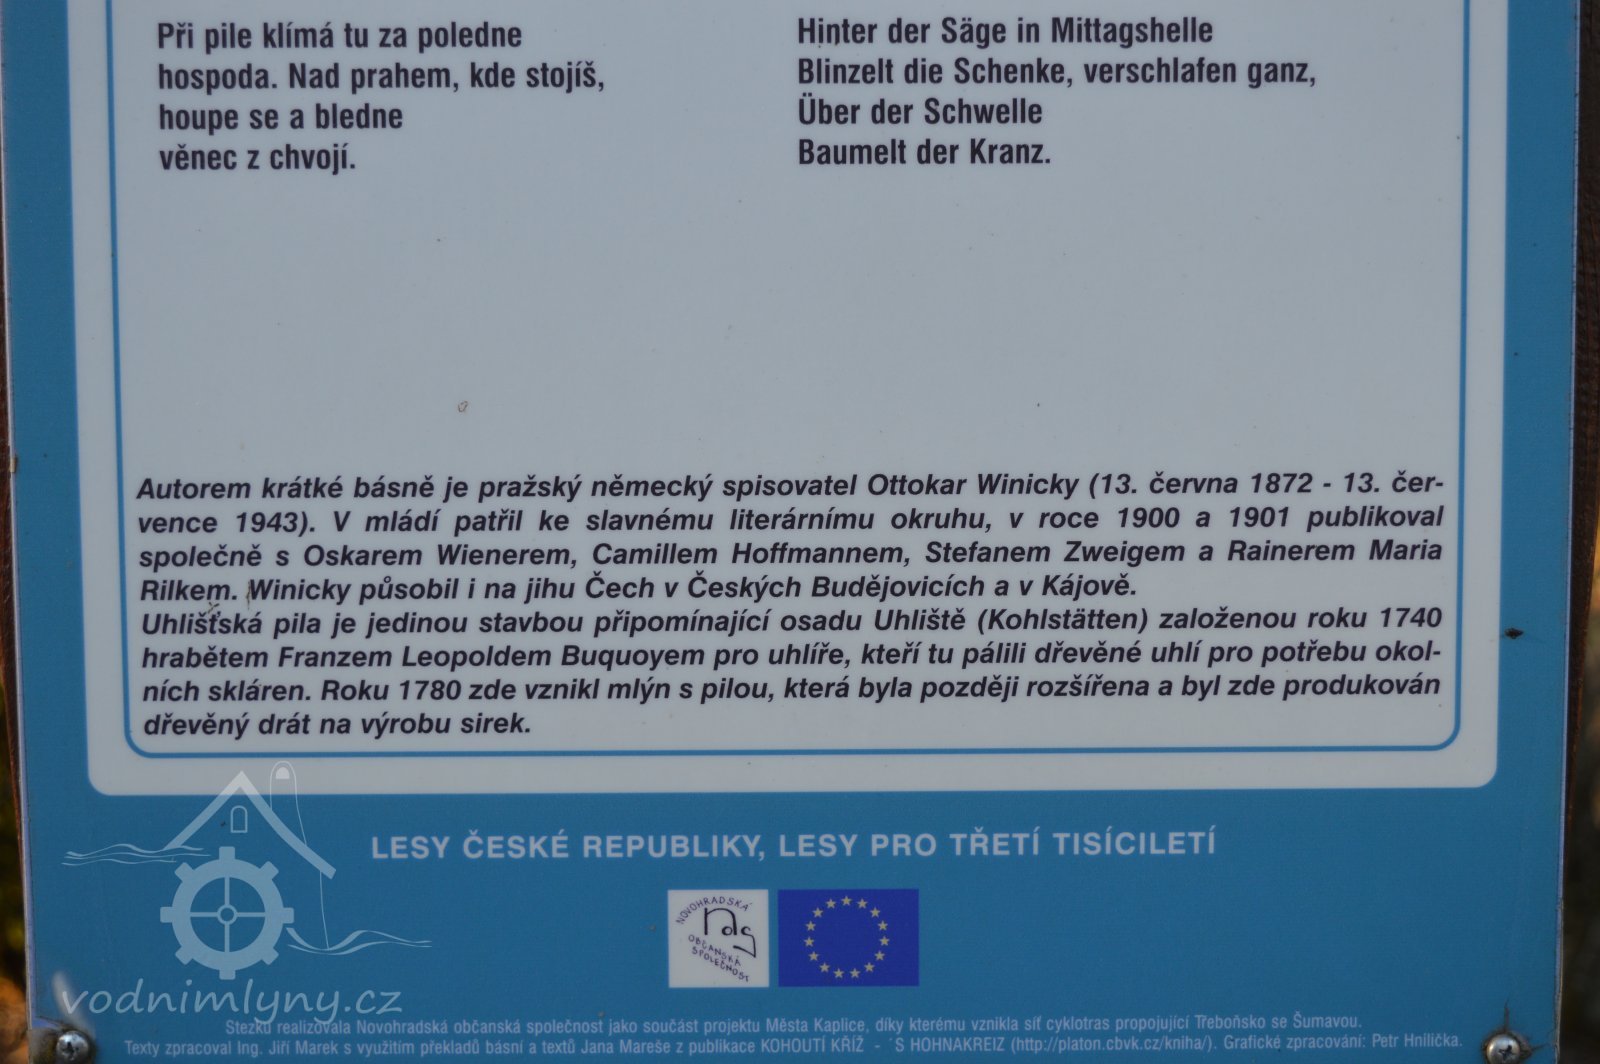 Při pile klímá tu za poledne
hospoda. Nad prahem, kde stojíš,
houpe se a bledne
věnec z chvojí.
Hinter der Säge in Mittagshelle
Blinzelt die Schenke, verschlafen ganz,
Über der Schwelle
Baumelt der Kranz.
Autorem krátké básně je pražský německý spisovatel Ottokar Winicky (13. června 1872 - 13. čer-
vence 1943). V mládí patřil ke slavnému literárnímu okruhu, v roce 1900 a 1901 publikoval
společně s Oskarem Wienerem, Camillem Hoffmannem, Stefanem Zweigem a Rainerem Maria
Rilkem. Winicky působil i na jihu Čech v Českých Budějovicích a v Kájově.
Uhlišťská pila je jedinou stavbou připomínající osadu Uhliště (Kohlstätten) založenou roku 1740
hrabětem Franzem Leopoldem Buquoyem pro uhlíře, kteří tu pálili dřevěné uhlí pro potřebu okol-
ních skláren. Roku 1780 zde vznikl mlýn s pilou, která byla později rozšířena a byl zde produkován
dřevěný drát na výrobu sirek.
LESY ČESKÉ REPUBLIKY, LESY PRO TŘETÍ TISÍCILETÍ
NOVOHRADSKÁ
nos
OBČANSKÁ
SPOLEČNOST
vodnimlyny.cz
Stezku realizovala Novohradská občanská společnost jako součást projektu Města Kaplice, díky kterému vznikla síť cyklotras propojující Třeboňsko se Šumavou.
Texty zpracoval Ing. Jiří Marek s využitím překladů básní a textů Jana Mareše z publikace KOHOUTÍ KŘÍŽ - ´S HOHNAKREIZ (http://platon.cbvk.cz/kniha/). Grafické zpracování: Petr Hnilička.